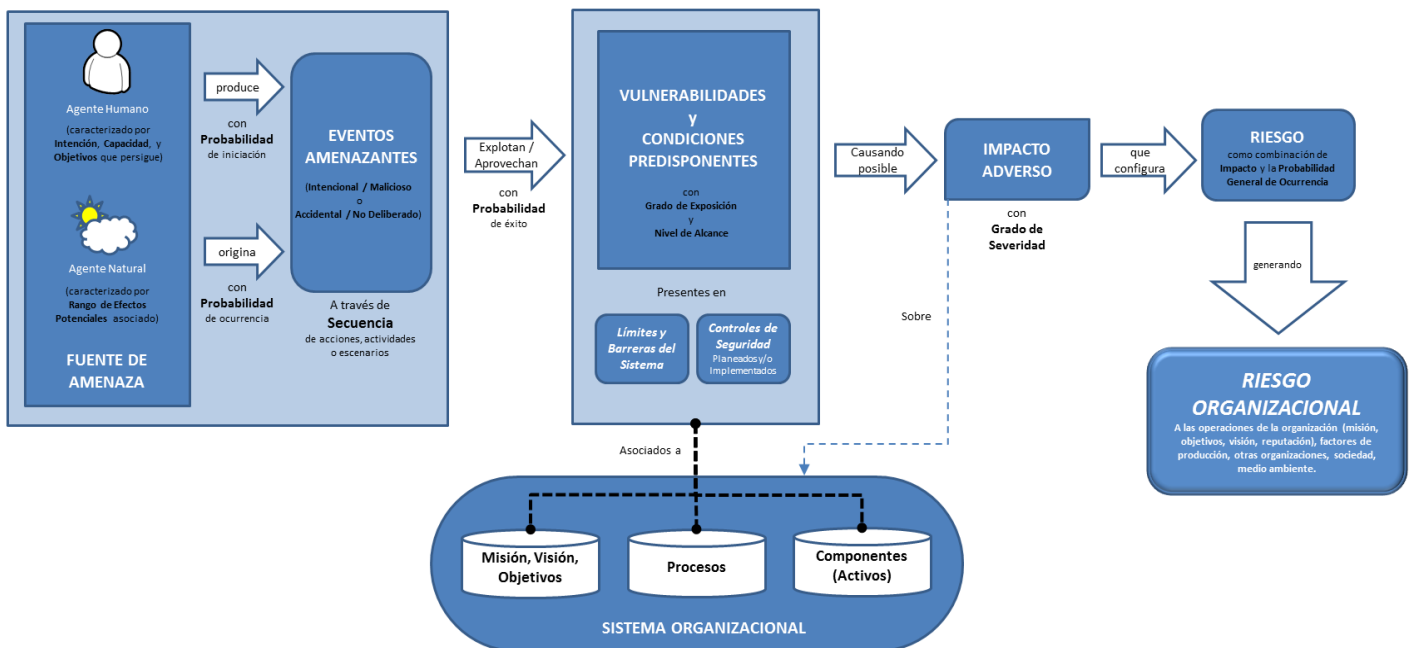 Agente Humano
(caracterizado por
Intención, Capacidad, y
Objetivos que persigue)
Agente Natural
(caracterizado por
Rango de Efectos
Potenciales asociado)
FUENTE DE
AMENAZA
produce
con
Probabilidad
de iniciación
origina
con
Probabilidad
de ocurrencia
EVENTOS
AMENAZANTES
(Intencional / Malicioso
o
Accidental / No Deliberado)
A través de
Secuencia
de acciones, actividades
o escenarios
Explotan /
Aprovechan
con
Probabilidad
de éxito
VULNERABILIDADES
y
CONDICIONES
PREDISPONENTES
con
Grado de Exposición
y
Nivel de Alcance
Presentes en
Límites y
Barreras del
Sistema
Controles de
Seguridad
Planeados y/o
Implementados
Causando
posible
IMPACTO
ADVERSO
con
Grado de
Severidad
que
configura
RIESGO
como combinación de
Impacto y la Probabilidad
General de Ocurrencia
generando
RIESGO
ORGANIZACIONAL
A las operaciones de la organización (misión,
objetivos, visión, reputación), factores de
producción, otras organizaciones, sociedad,
medio ambiente.
Sobre
Asociados a
Misión, Visión,
Objetivos
Procesos
Componentes
(Activos)
SISTEMA ORGANIZACIONAL